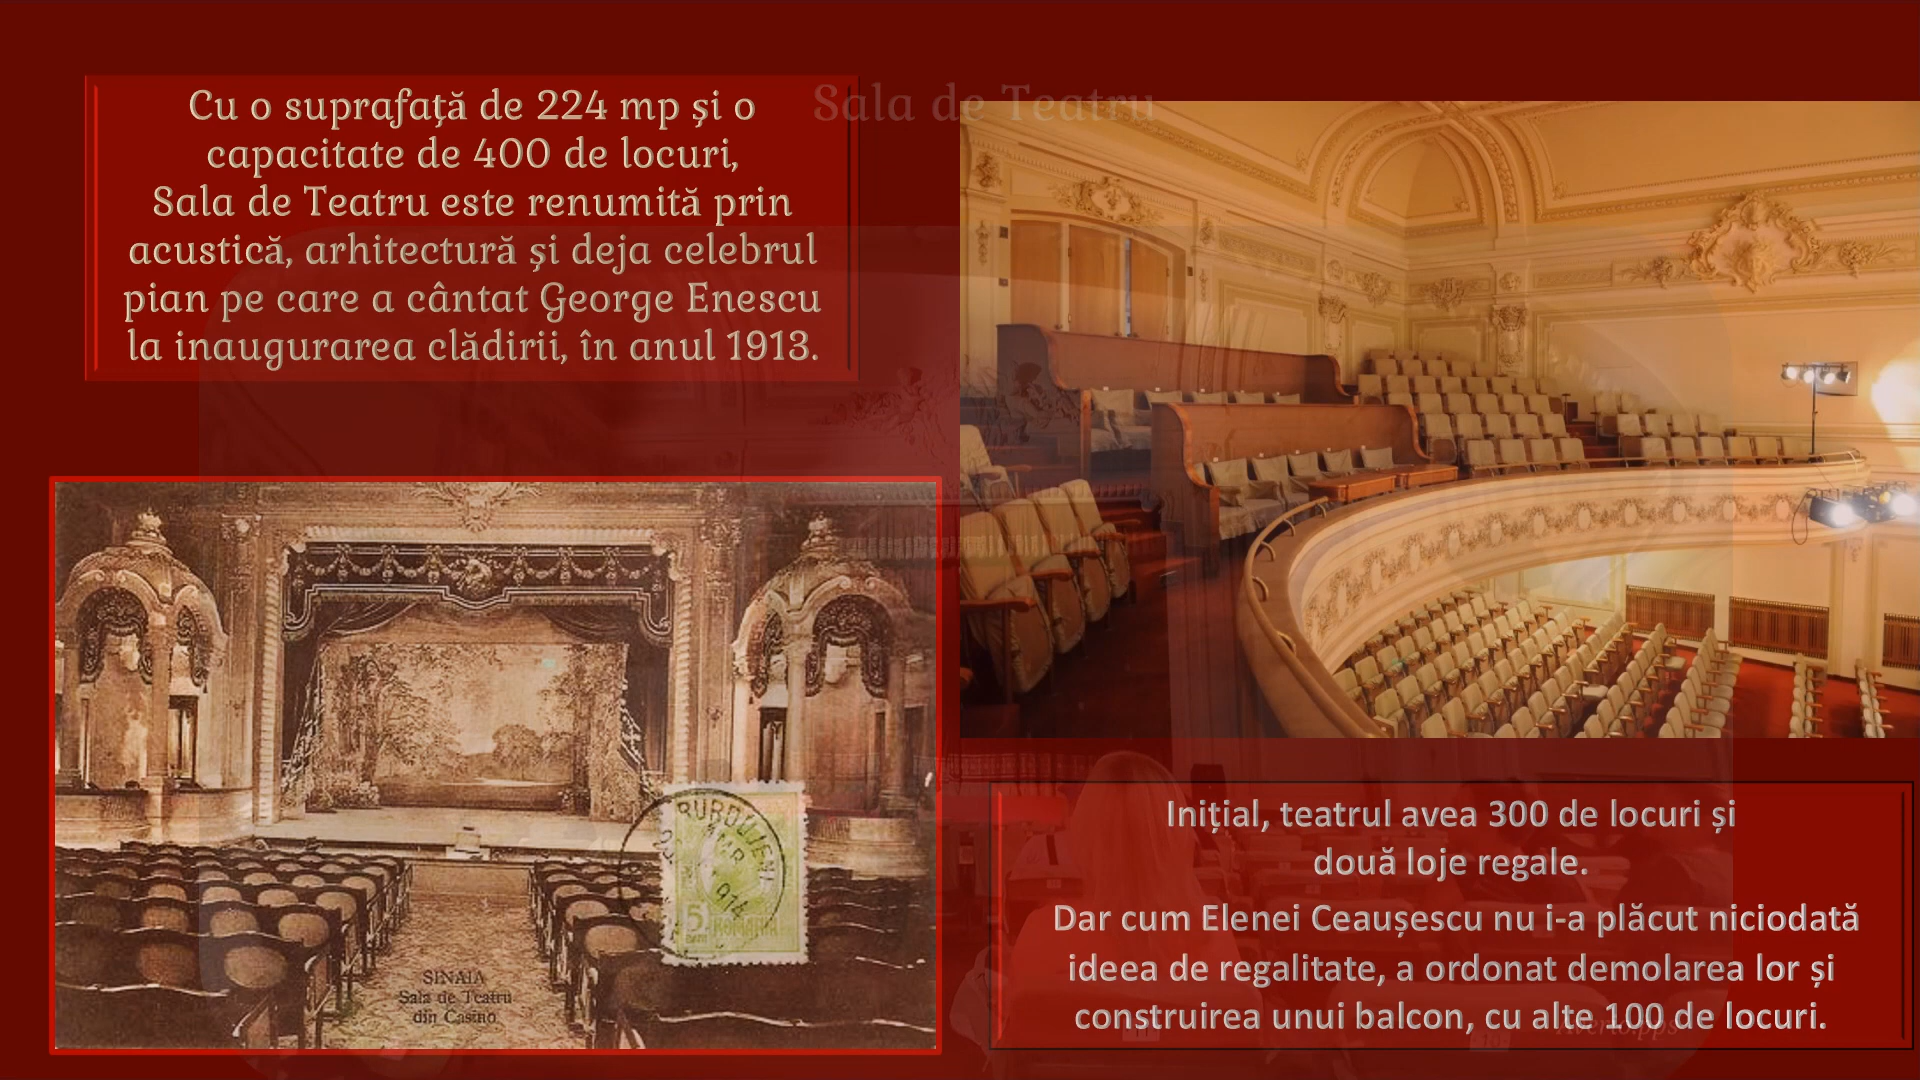 Sala de Teatru
Cu o suprafață de 224 mp și o
capacitate de 400 de locuri,
Sala de Teatru este renumită prin
acustică, arhitectură și deja celebrul
pian pe care a cântat George Enescu
la inaugurarea clădirii, în anul 1913.
5
ROMANIA
SINAIA
Sala de Teatru
din Casino
Inițial, teatrul avea 300 de locuri și
două loje regale.
Dar cum Elenei Ceaușescu nu i-a plăcut niciodată
ideea de regalitate, a ordonat demolarea lor și
construirea unui balcon, cu alte 100 de locuri.